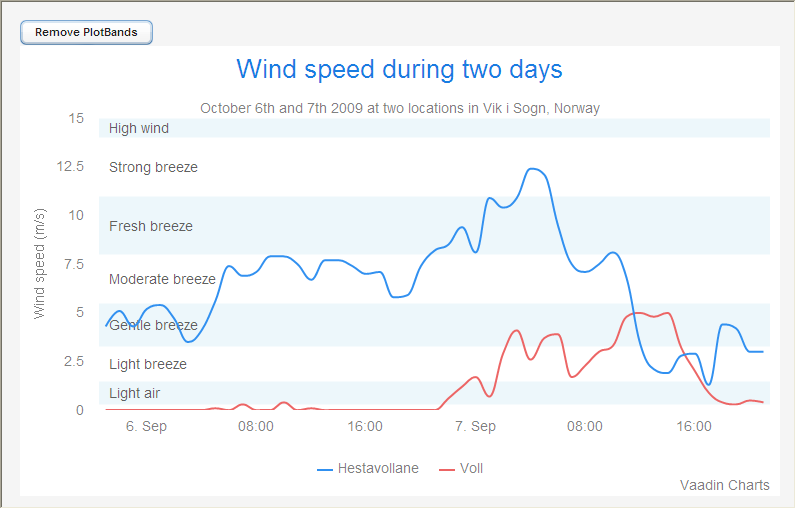 Remove PlotBands
Wind speed during two days
October 6th and 7th 2009 at two locations in Vik i Sogn, Norway
Wind speed (m/s)
15
12.5
10
7.5
5
2.5
0
High wind
Strong breeze
Fresh breeze
Moderate breeze
Gentle breeze
Light breeze
Light air
6. Sep
08:00
16:00
7. Sep
08:00
16:00
Hestavollane
Voll
Vaadin Charts